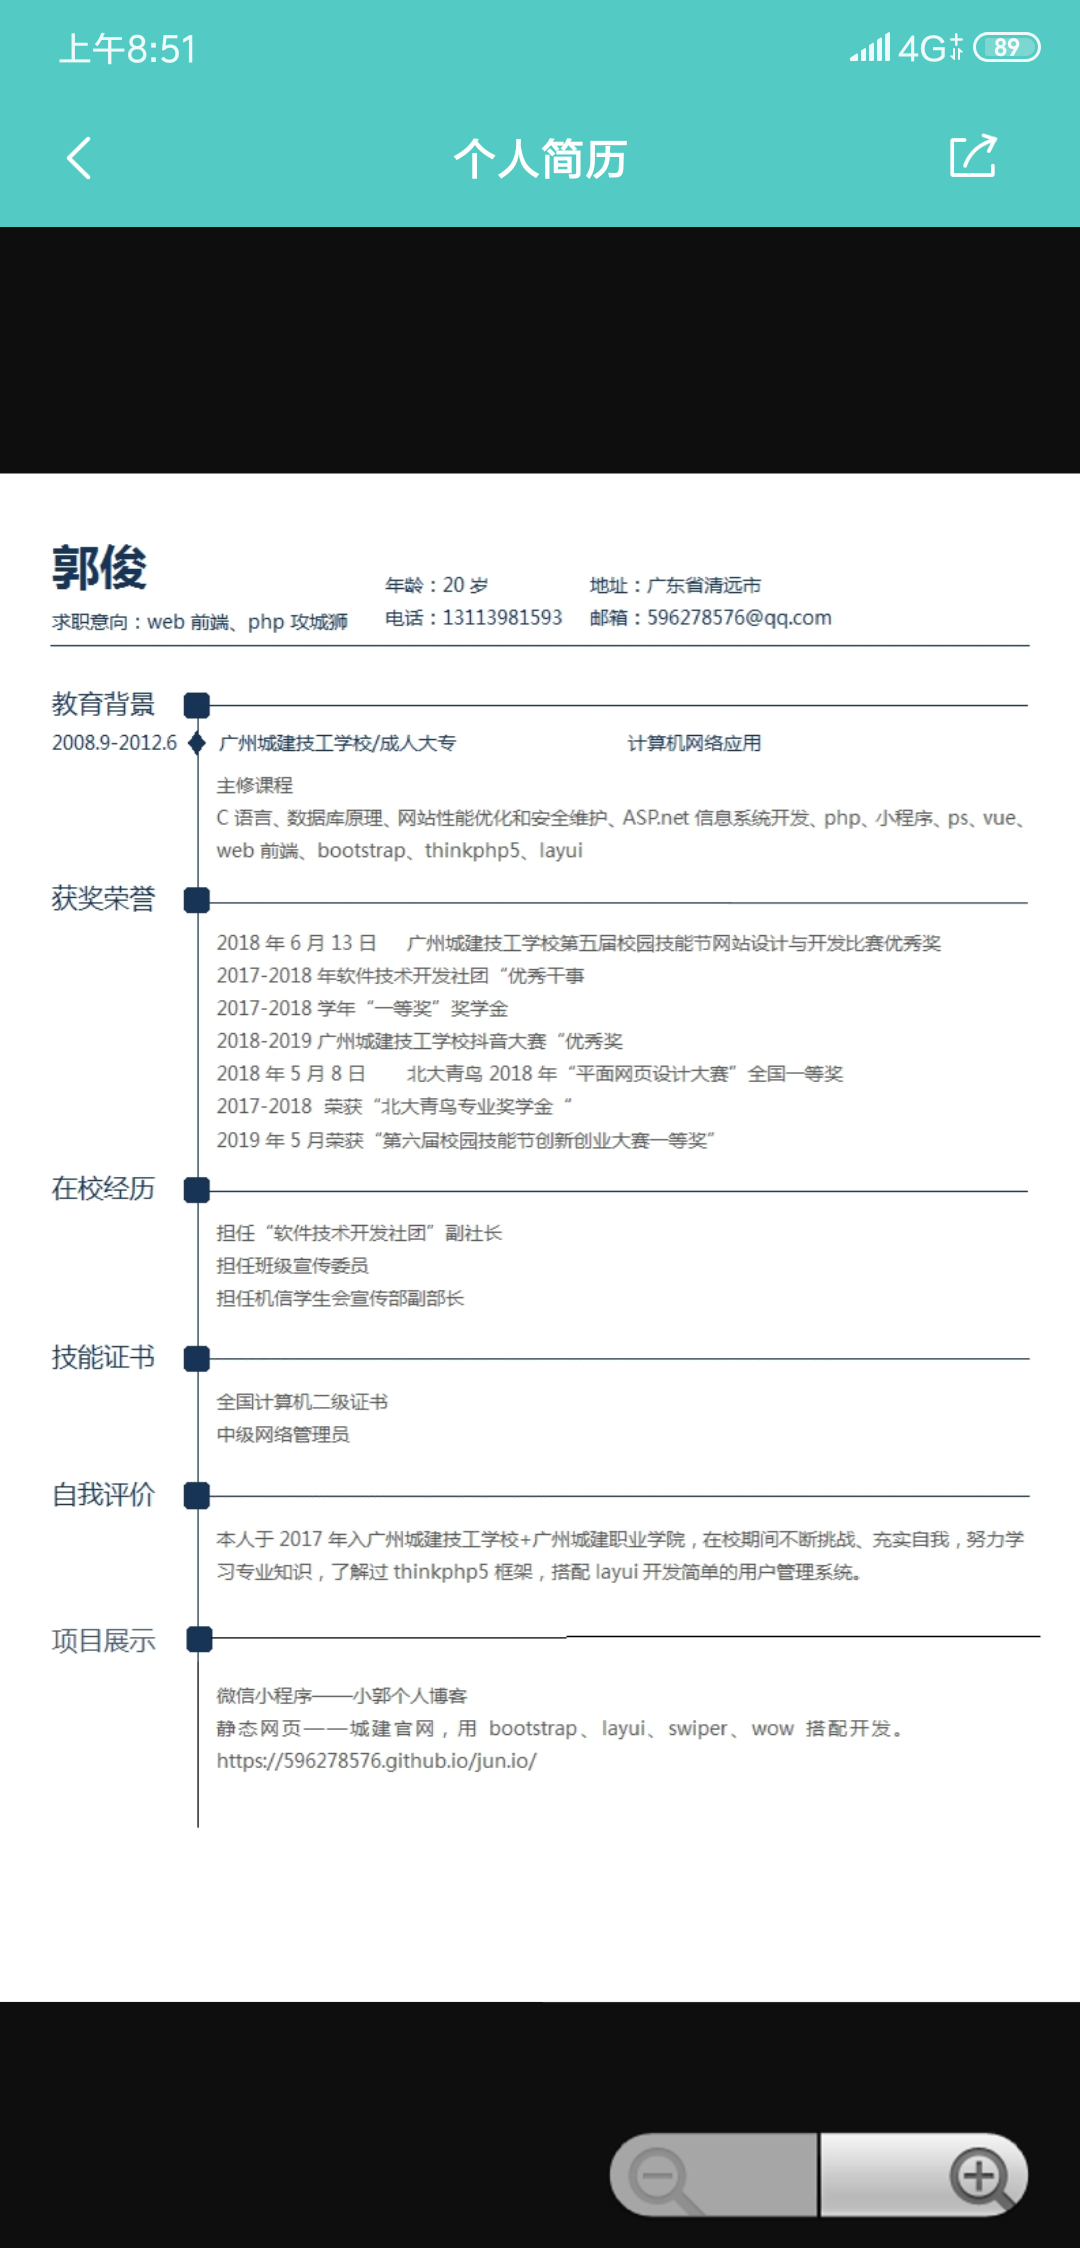 上午8:51
4G
89
个人简历
郭俊
求职意向：web 前端、php 攻城狮
年龄：20 岁
地址：广东省清远市
电话：13113981593
邮箱：596278576@qq.com
教育背景
2008.9-2012.6
广州城建技工学校/成人大专
计算机网络应用
主修课程
C 语言、数据库原理、网站性能优化和安全维护、ASP.net 信息系统开发、php、小程序、ps、vue、
web 前端、bootstrap、thinkphp5、layui
获奖荣誉
2018 年 6 月 13 日 广州城建技工学校第五届校园技能节网站设计与开发比赛优秀奖
2017-2018 年软件技术开发社团“优秀干事
2017-2018 学年“一等奖”奖学金
2018-2019 广州城建技工学校抖音大赛“优秀奖
2018 年 5 月 8 日 北大青鸟 2018 年“平面网页设计大赛”全国一等奖
2017-2018 荣获“北大青鸟专业奖学金“
2019 年 5 月荣获“第六届校园技能节创新创业大赛一等奖”
在校经历
担任“软件技术开发社团”副社长
担任班级宣传委员
担任机信学生会宣传部副部长
技能证书
全国计算机二级证书
中级网络管理员
自我评价
本人于 2017 年入广州城建技工学校+广州城建职业学院，在校期间不断挑战、充实自我，努力学
习专业知识，了解过 thinkphp5 框架，搭配 layui 开发简单的用户管理系统。
项目展示
微信小程序——小郭个人博客
静态网页——城建官网，用 bootstrap、layui、swiper、wow 搭配开发。
https://596278576.github.io/jun.io/